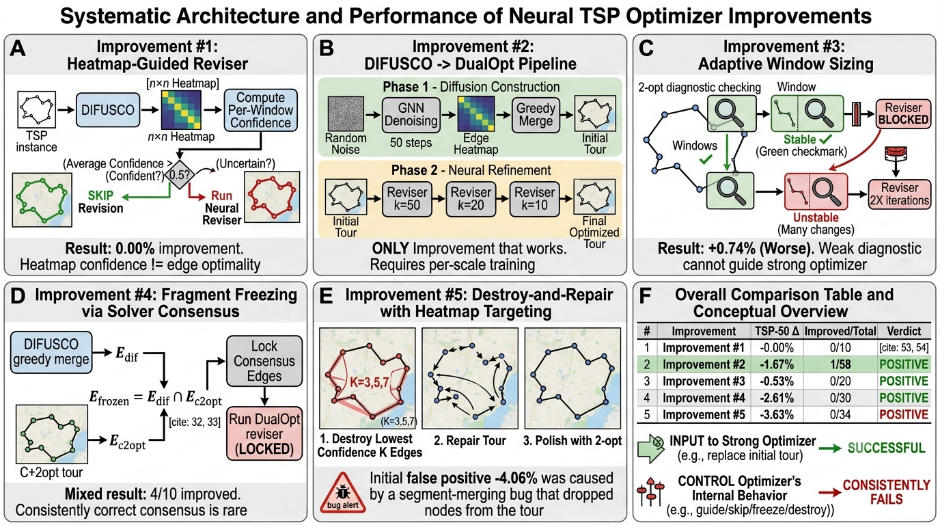 Systematic Architecture and Performance of Neural TSP Optimizer Improvements
A
Improvement #1:
Heatmap-Guided Reviser
TSP
instance
DIFUSCO
[n×n Heatmap]
n×n Heatmap
Compute
Per-Window
Confidence
(Average Confidence >
(Confident?)
0.5?
(Uncertain?)
SKIP
Revision
Run
Neural
Reviser
Result: 0.00% improvement.
Heatmap confidence != edge optimality
B
Improvement #2:
DIFUSCO -> DualOpt Pipeline
Phase 1 - Diffusion Construction
Random
Noise
GNN
Denoising
50 steps
Edge
Heatmap
Greedy
Merge
Initial
Tour
Phase 2 - Neural Refinement
Initial
Tour
Reviser
k=50
Reviser
k=20
Reviser
k=10
Final
Optimized
Tour
ONLY Improvement that works.
Requires per-scale training
C
Improvement #3:
Adaptive Window Sizing
2-opt diagnostic checking
Window
Windows
Stable
(Green checkmark)
Reviser
BLOCKED
Unstable
(Many changes)
Reviser
2X iterations
Result: +0.74% (Worse). Weak diagnostic
cannot guide strong optimizer
D
Improvement #4: Fragment Freezing
via Solver Consensus
DIFUSCO
greedy merge
E_dif
E_frozen = E_dif ∩ E_c2opt
[cite: 32, 33]
E_c2opt
C+2opt tour
Lock
Consensus
Edges
Run DualOpt
reviser
(LOCKED)
Mixed result: 4/10 improved.
Consistently correct consensus is rare
E
Improvement #5: Destroy-and-Repair
with Heatmap Targeting
K=3,5,7
(K=3,5,7)
1. Destroy Lowest
Confidence K Edges
2. Repair Tour
3. Polish with 2-opt
bug alert
Initial false positive -4.06% was caused
by a segment-merging bug that dropped
nodes from the tour
F
Overall Comparison Table and
Conceptual Overview
# Improvement TSP-50 Δ Improved/Total Verdict
1 Improvement #1 -0.00% 0/10 [cite: 53, 54]
2 Improvement #2 -1.67% 1/58 POSITIVE
3 Improvement #3 -0.53% 0/20 POSITIVE
4 Improvement #4 -2.61% 0/30 POSITIVE
5 Improvement #5 -3.63% 0/34 POSITIVE
INPUT to Strong Optimizer
(e.g., replace initial tour)
SUCCESSFUL
CONTROL Optimizer's
Internal Behavior
(e.g., guide/skip/freeze/destroy))
CONSISTENTLY
FAILS